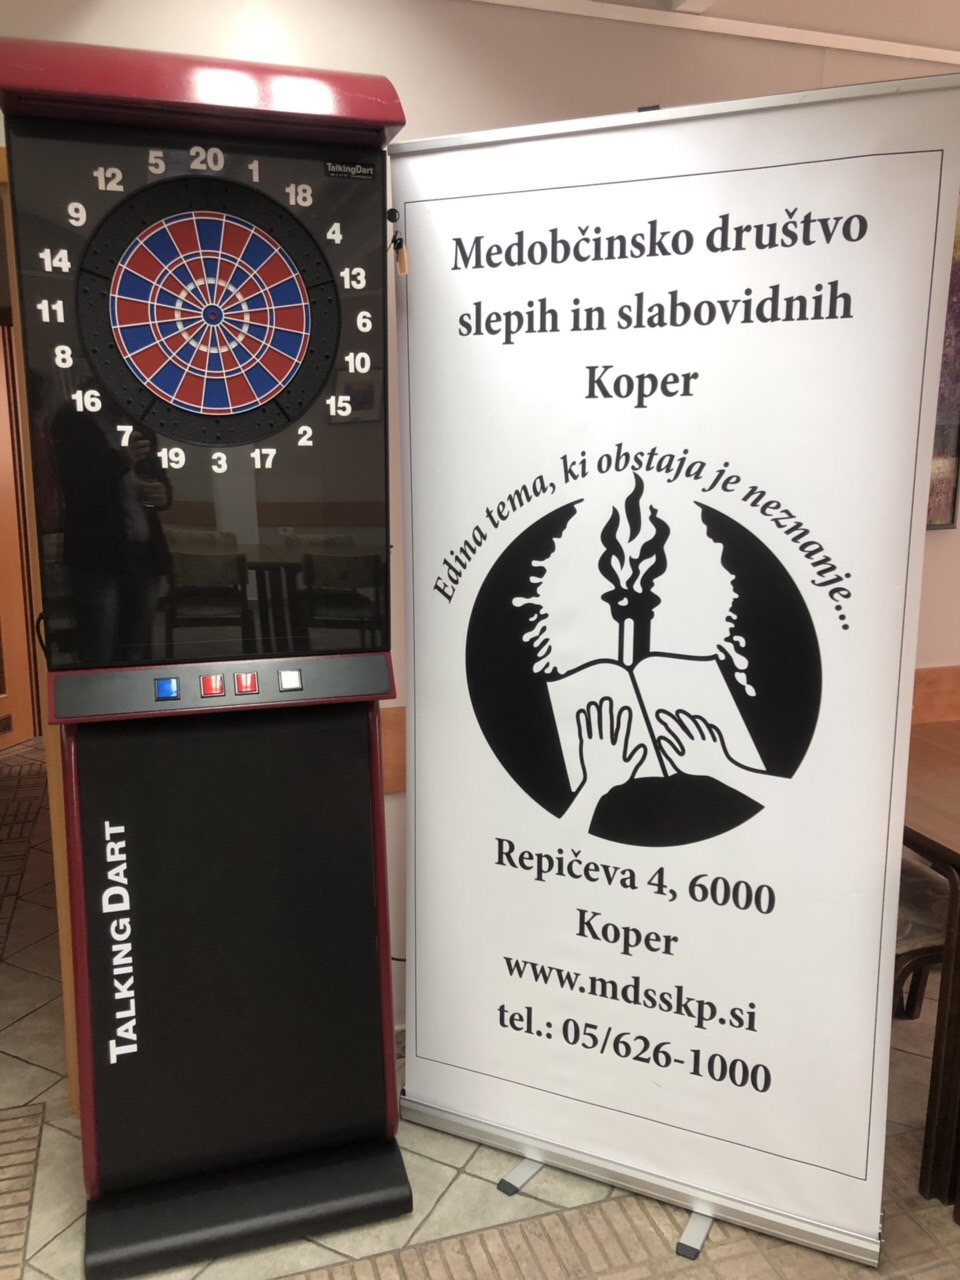 20
1
18
4
13
6
10
15
2
17
3
19
7
16
8
11
14
9
12
5
TalkingDart
TALKINGDART
Medobčinsko društvo
slepih in slabovidnih
Koper
Edina tema, ki obstaja je neznanje...
Repičeva 4, 6000
Koper
www.mdsskp.si
tel.: 05/626-1000